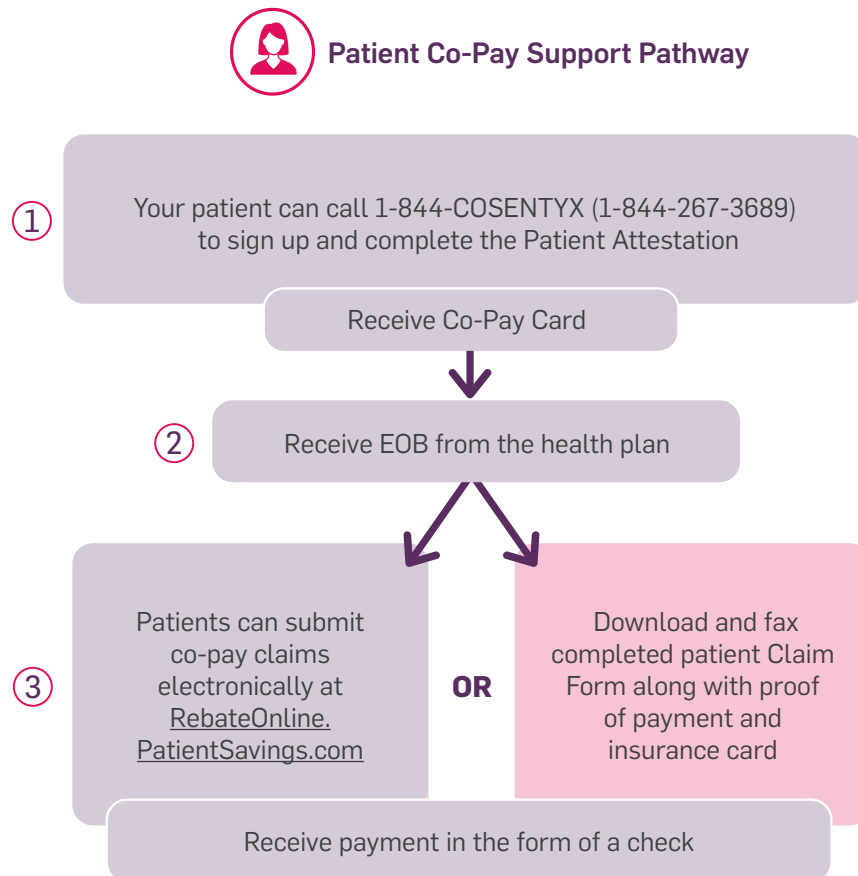 Patient Co-Pay Support Pathway
1
Your patient can call 1-844-COSENTYX (1-844-267-3689)
to sign up and complete the Patient Attestation
Receive Co-Pay Card
2
Receive EOB from the health plan
3
Patients can submit
co-pay claims
electronically at
RebateOnline.
PatientSavings.com
OR
Download and fax
completed patient Claim
Form along with proof
of payment and
insurance card
Receive payment in the form of a check